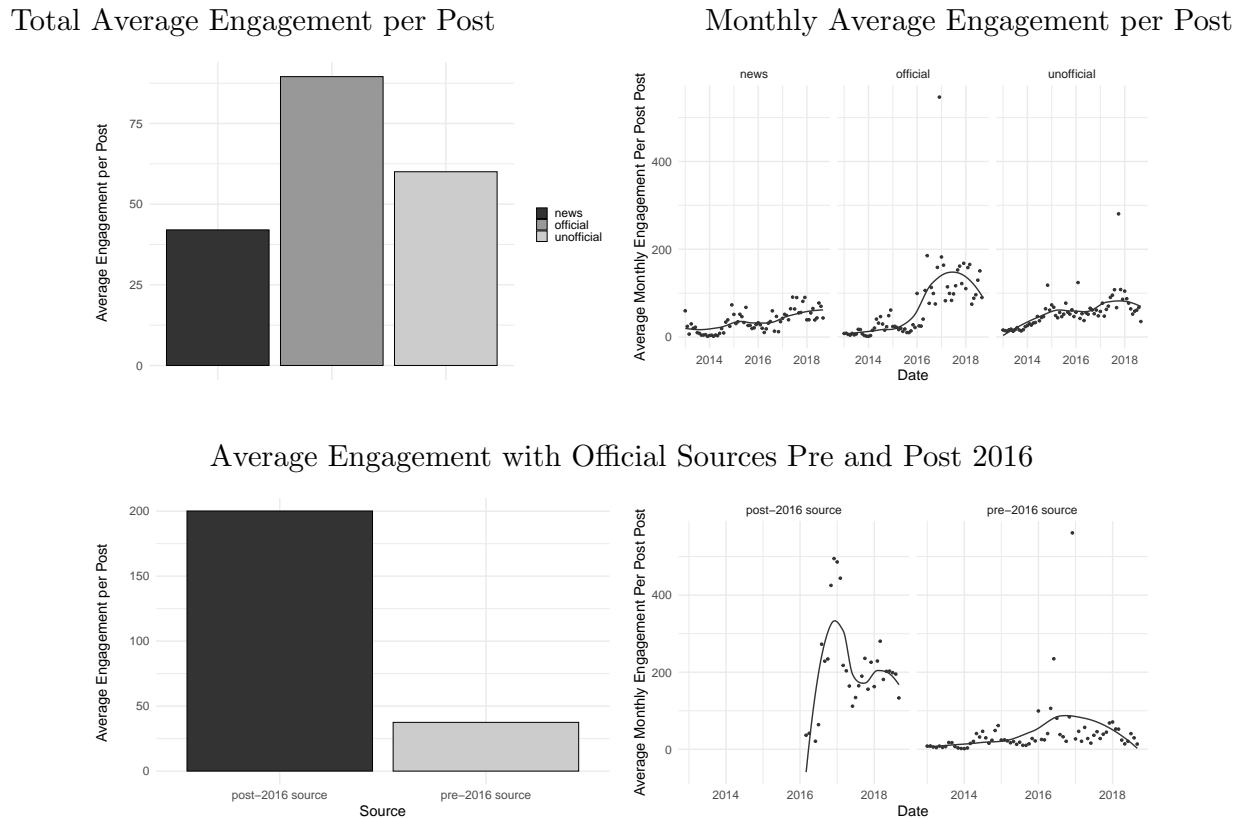 Total Average Engagement per Post
Average Engagement per Post
75
50
25
0
news
official
unofficial
Monthly Average Engagement per Post
Average Monthly Engagement Per Post Post
news official unofficial
400
200
0
2014 2016 2018 2014 2016 2018 2014 2016 2018
Date
Average Engagement with Official Sources Pre and Post 2016
Average Engagement per Post
200
150
100
50
0
post−2016 source pre−2016 source
Source
Average Monthly Engagement Per Post Post
post−2016 source pre−2016 source
400
200
0
2014 2016 2018 2014 2016 2018
Date